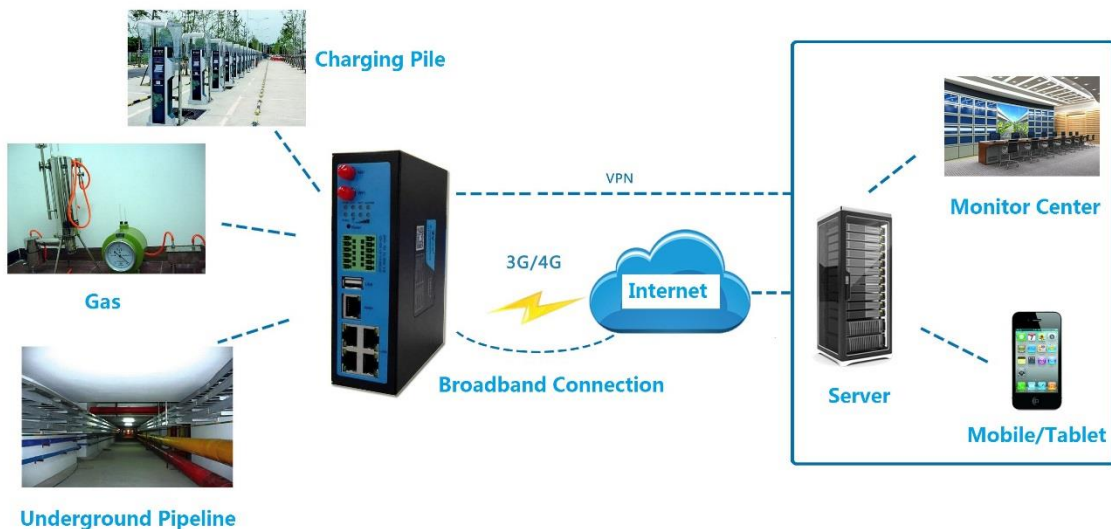 Charging Pile
VPN
Monitor Center
Gas
3G/4G
Internet
Broadband Connection
Server
Mobile/Tablet
Underground Pipeline